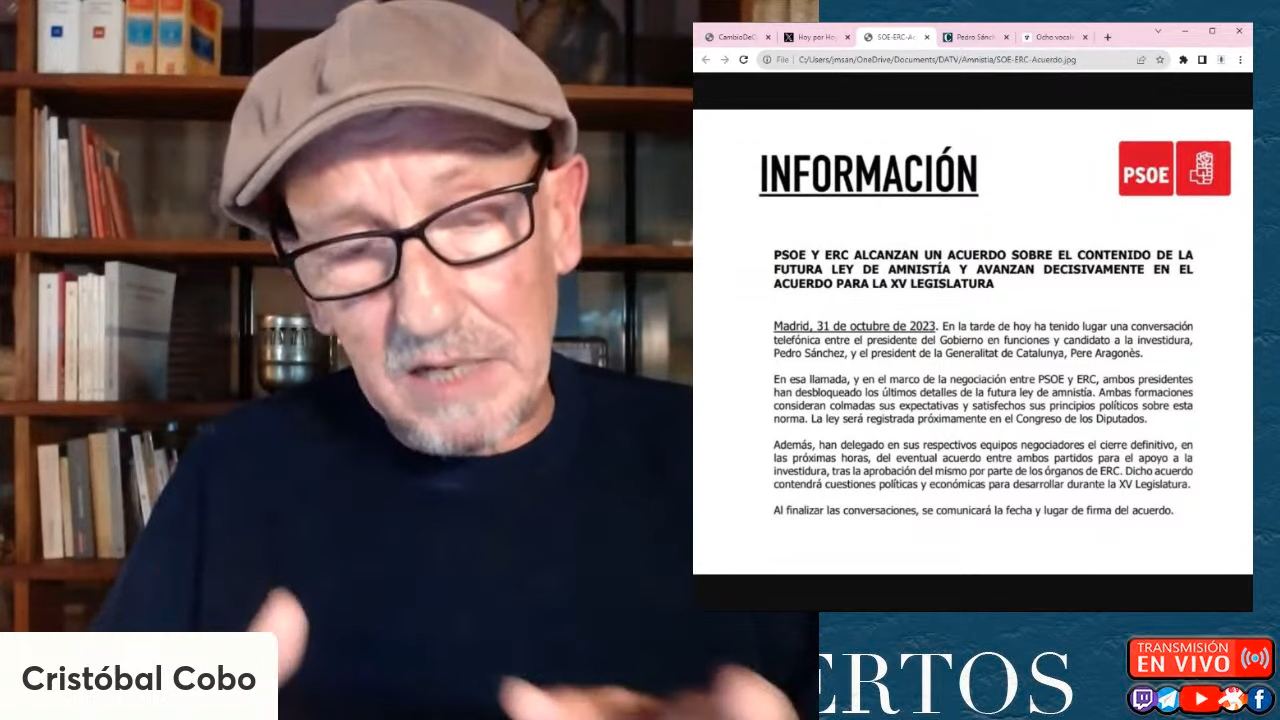 CambioDeO
Hoy por Ho
SOE-ERC-Ac
Pedro Sánch
Ocho vocal
File
C:/Users/jmsan/OneDrive/Documents/DATV/Amnistia/SOE-ERC-Acuerdo.jpg
INFORMACIÓN
PSOE
PSOE Y ERC ALCANZAN UN ACUERDO SOBRE EL CONTENIDO DE LA
FUTURA LEY DE AMNISTÍA Y AVANZAN DECISIVAMENTE EN EL
ACUERDO PARA LA XV LEGISLATURA
Madrid, 31 de octubre de 2023. En la tarde de hoy ha tenido lugar una conversación
telefónica entre el presidente del Gobierno en funciones y candidato a la investidura,
Pedro Sánchez, y el president de la Generalitat de Catalunya, Pere Aragonès.
En esa llamada, y en el marco de la negociación entre PSOE y ERC, ambos presidentes
han desbloqueado los últimos detalles de la futura ley de amnistía. Ambas formaciones
consideran colmadas sus expectativas y satisfechos sus principios políticos sobre esta
norma. La ley será registrada próximamente en el Congreso de los Diputados.
Además, han delegado en sus respectivos equipos negociadores el cierre definitivo, en
las próximas horas, del eventual acuerdo entre ambos partidos para el apoyo a la
investidura, tras la aprobación del mismo por parte de los órganos de ERC. Dicho acuerdo
contendrá cuestiones políticas y económicas para desarrollar durante la XV Legislatura.
Al finalizar las conversaciones, se comunicará la fecha y lugar de firma del acuerdo.
Cristóbal Cobo
ERTOS
TRANSMISIÓN
EN VIVO